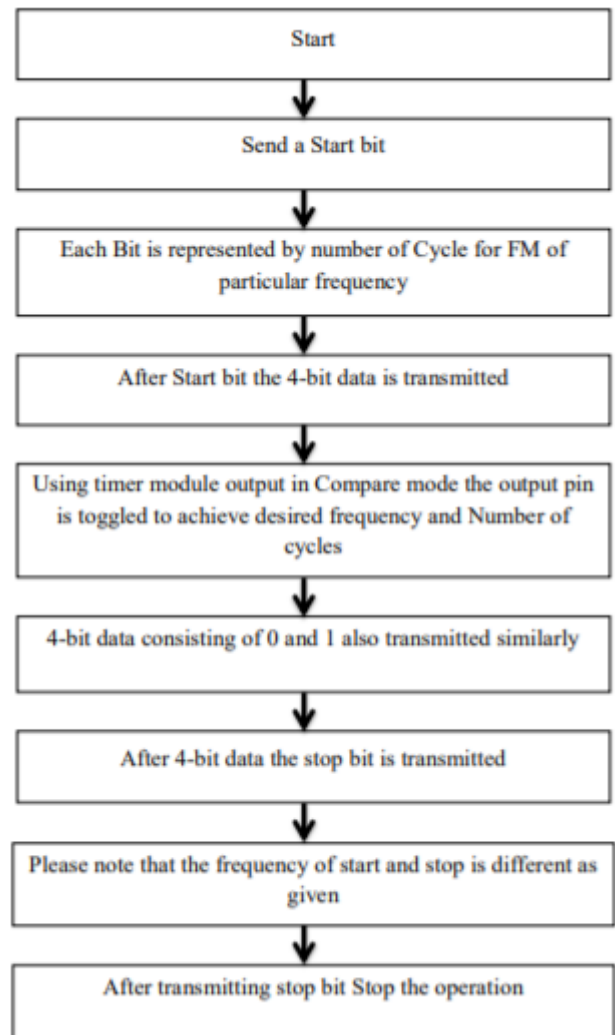 Start
Send a Start bit
Each Bit is represented by number of Cycle for FM of
particular frequency
After Start bit the 4-bit data is transmitted
Using timer module output in Compare mode the output pin
is toggled to achieve desired frequency and Number of
cycles
4-bit data consisting of 0 and 1 also transmitted similarly
After 4-bit data the stop bit is transmitted
Please note that the frequency of start and stop is different as
given
After transmitting stop bit Stop the operation